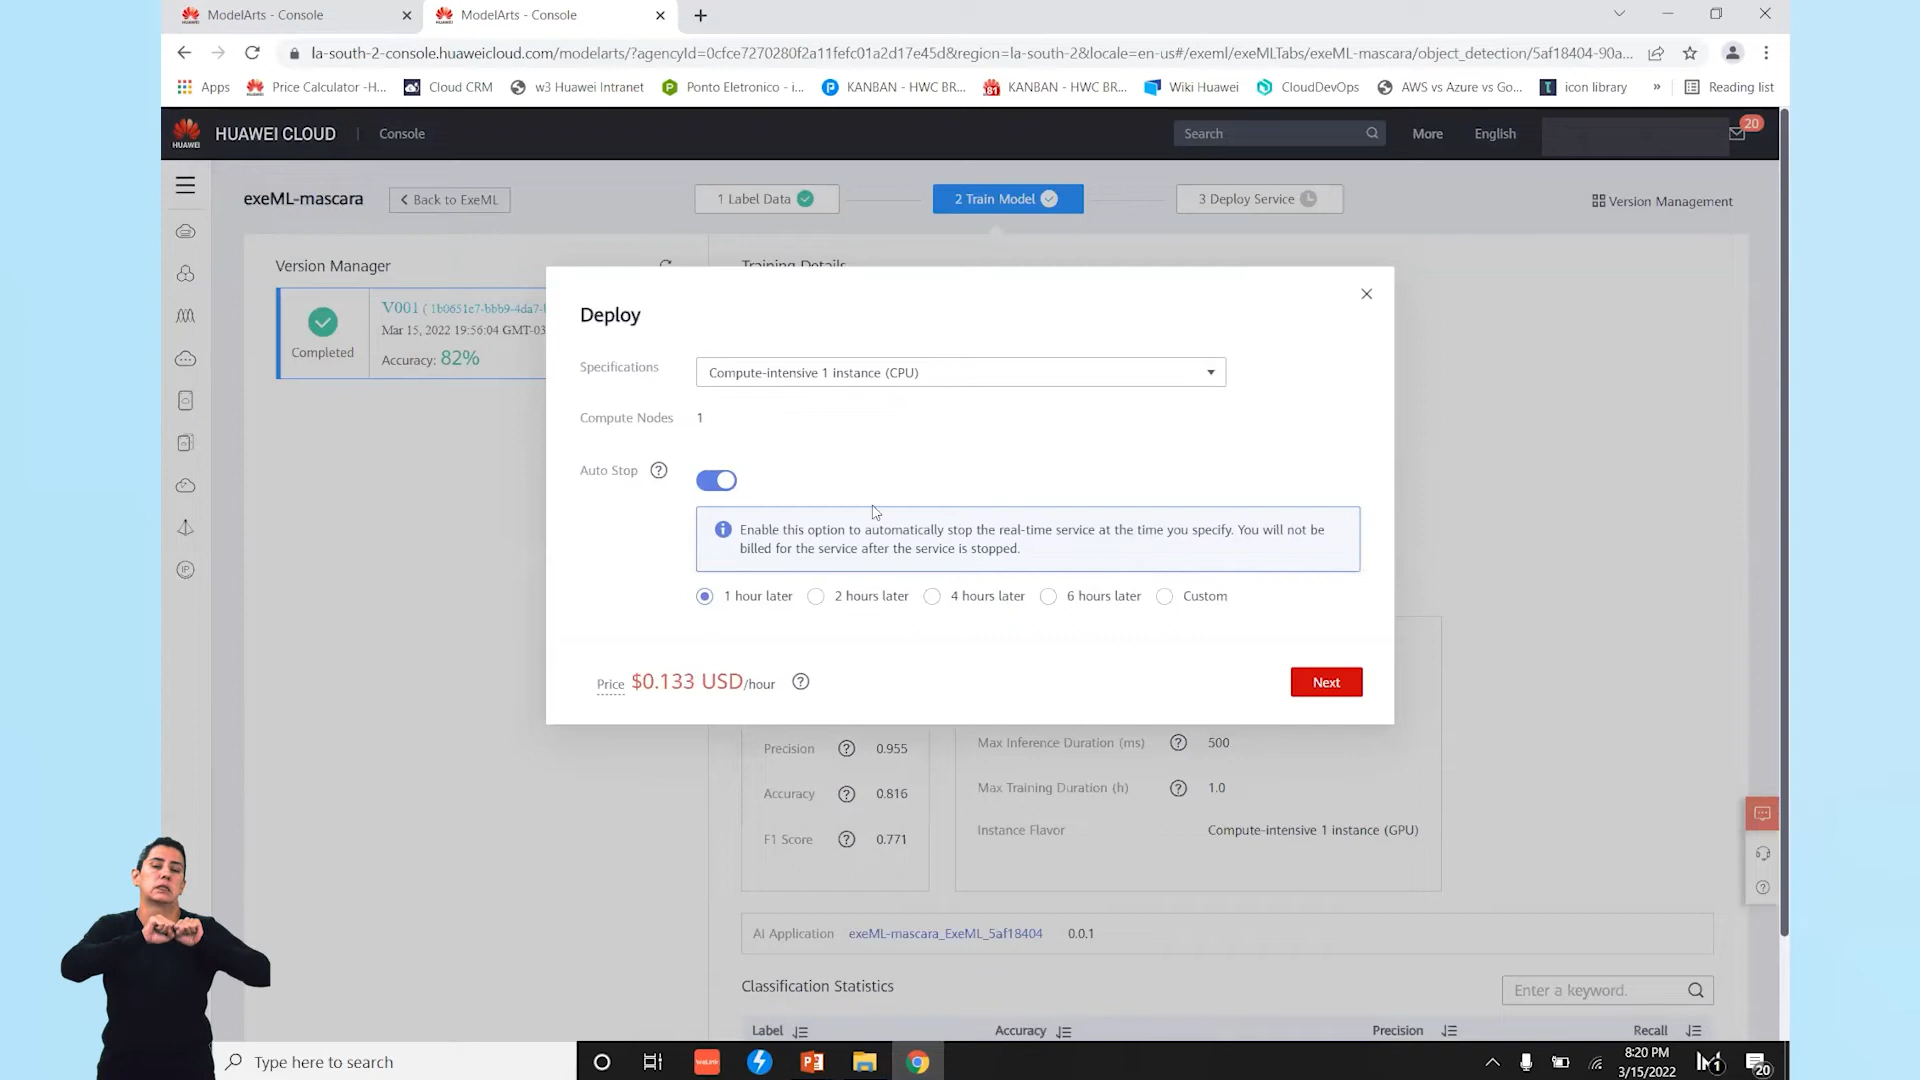 ModelArts - Console
ModelArts - Console
la-south-2-console.huaweicloud.com/modelarts/?agencyId=0cfce7270280f2a11fefc01a2d17e45d&region=la-south-2&locale=en-us#/exeml/exeMLTabs/exeML-mascara/object_detection/5af18404-90a...
Apps Price Calculator -H... Cloud CRM w3 Huawei Intranet Ponto Eletronico - i... KANBAN - HWC BR... KANBAN - HWC BR... Wiki Huawei CloudDevOps AWS vs Azure vs Go... icon library » Reading list
HUAWEI HUAWEI CLOUD | Console Search More English 20
exeML-mascara Back to ExeML 1 Label Data 2 Train Model 3 Deploy Service Version Management
Version Manager
Training Details
V001 ( 1b0651e7-bbb9-4da7-
Mar 15, 2022 19:56:04 GMT-03
Completed
Accuracy: 82%
Deploy
Specifications Compute-intensive 1 instance (CPU)
Compute Nodes 1
Auto Stop
Enable this option to automatically stop the real-time service at the time you specify. You will not be
billed for the service after the service is stopped.
1 hour later 2 hours later 4 hours later 6 hours later Custom
Price $0.133 USD/hour
Next
Precision 0.955
Accuracy 0.816
F1 Score 0.771
Max Inference Duration (ms) 500
Max Training Duration (h) 1.0
Instance Flavor Compute-intensive 1 instance (GPU)
AI Application exeML-mascara_ExeML_5af18404 0.0.1
Classification Statistics
Enter a keyword.
Label Accuracy Precision Recall
IP
Type here to search
8:20 PM
3/15/2022
1
20